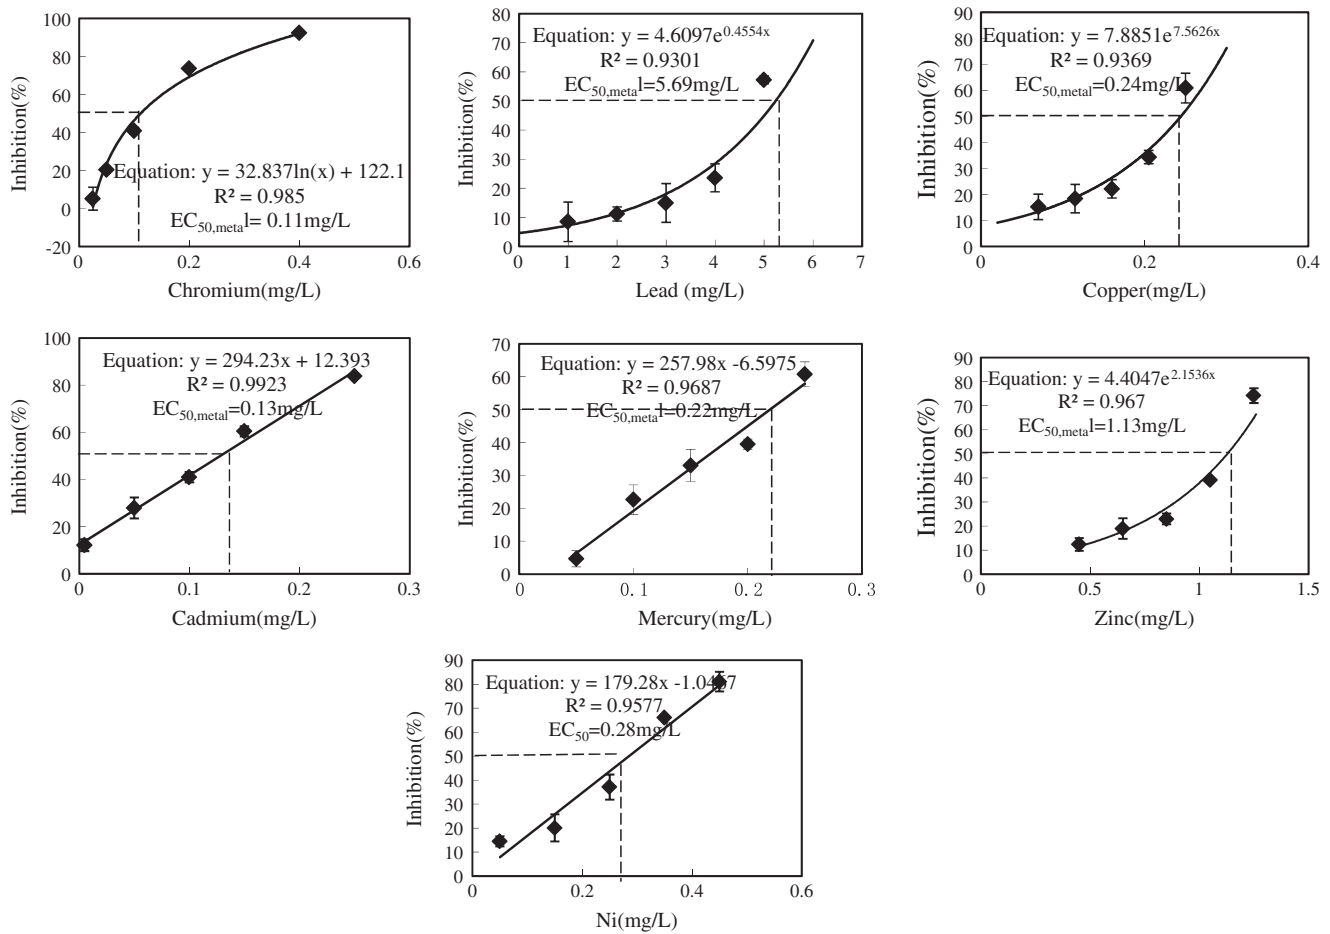 100
80
60
40
20
0
-20
Inhibition(%)
Equation: y = 32.837ln(x) + 122.1
R² = 0.985
EC50,metal= 0.11mg/L
0
0.2
0.4
0.6
Chromium(mg/L)
80
70
60
50
40
30
20
10
0
Inhibition(%)
Equation: y = 4.6097e0.4554x
R² = 0.9301
EC50,metal=5.69mg/L
0
1
2
3
4
5
6
7
Lead (mg/L)
90
80
70
60
50
40
30
20
10
0
Inhibition(%)
Equation: y = 7.8851e7.5626x
R² = 0.9369
EC50,metal=0.24mg/L
0
0.2
0.4
Copper(mg/L)
100
80
60
40
20
0
Inhibition(%)
Equation: y = 294.23x + 12.393
R² = 0.9923
EC50,metal=0.13mg/L
0
0.1
0.2
0.3
Cadmium(mg/L)
70
60
50
40
30
20
10
0
Inhibition(%)
Equation: y = 257.98x -6.5975
R² = 0.9687
EC50,metal=0.22mg/L
0
0.1
0.2
0.3
Mercury(mg/L)
90
80
70
60
50
40
30
20
10
0
Inhibition(%)
Equation: y = 4.4047e2.1536x
R² = 0.967
EC50,metal=1.13mg/L
0
0.5
1
1.5
Zinc(mg/L)
90
80
70
60
50
40
30
20
10
0
Inhibition(%)
Equation: y = 179.28x
R² = 0.9577
EC50=0.28mg/L
0
0.2
0.4
0.6
Ni(mg/L)